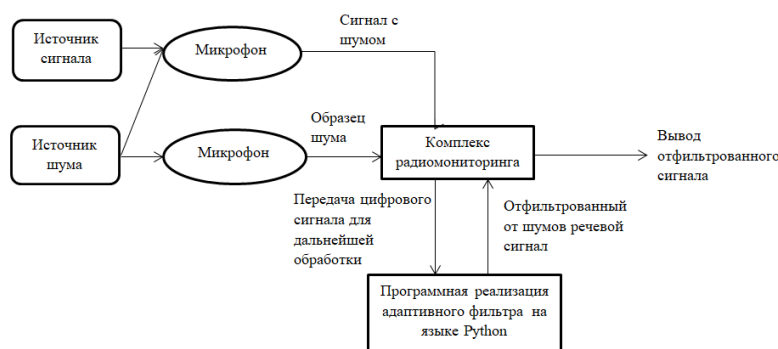 Источник
сигнала
Микрофон
Сигнал с
шумом
Источник
шума
Микрофон
Образец
шума
Комплекс
радиомониторинга
Вывод
отфильтрованного
сигнала
Передача цифрового
сигнала для
дальнейшей
обработки
Отфильтрованный
от шумов речевой
сигнал
Программная реализация
адаптивного фильтра на
языке Python